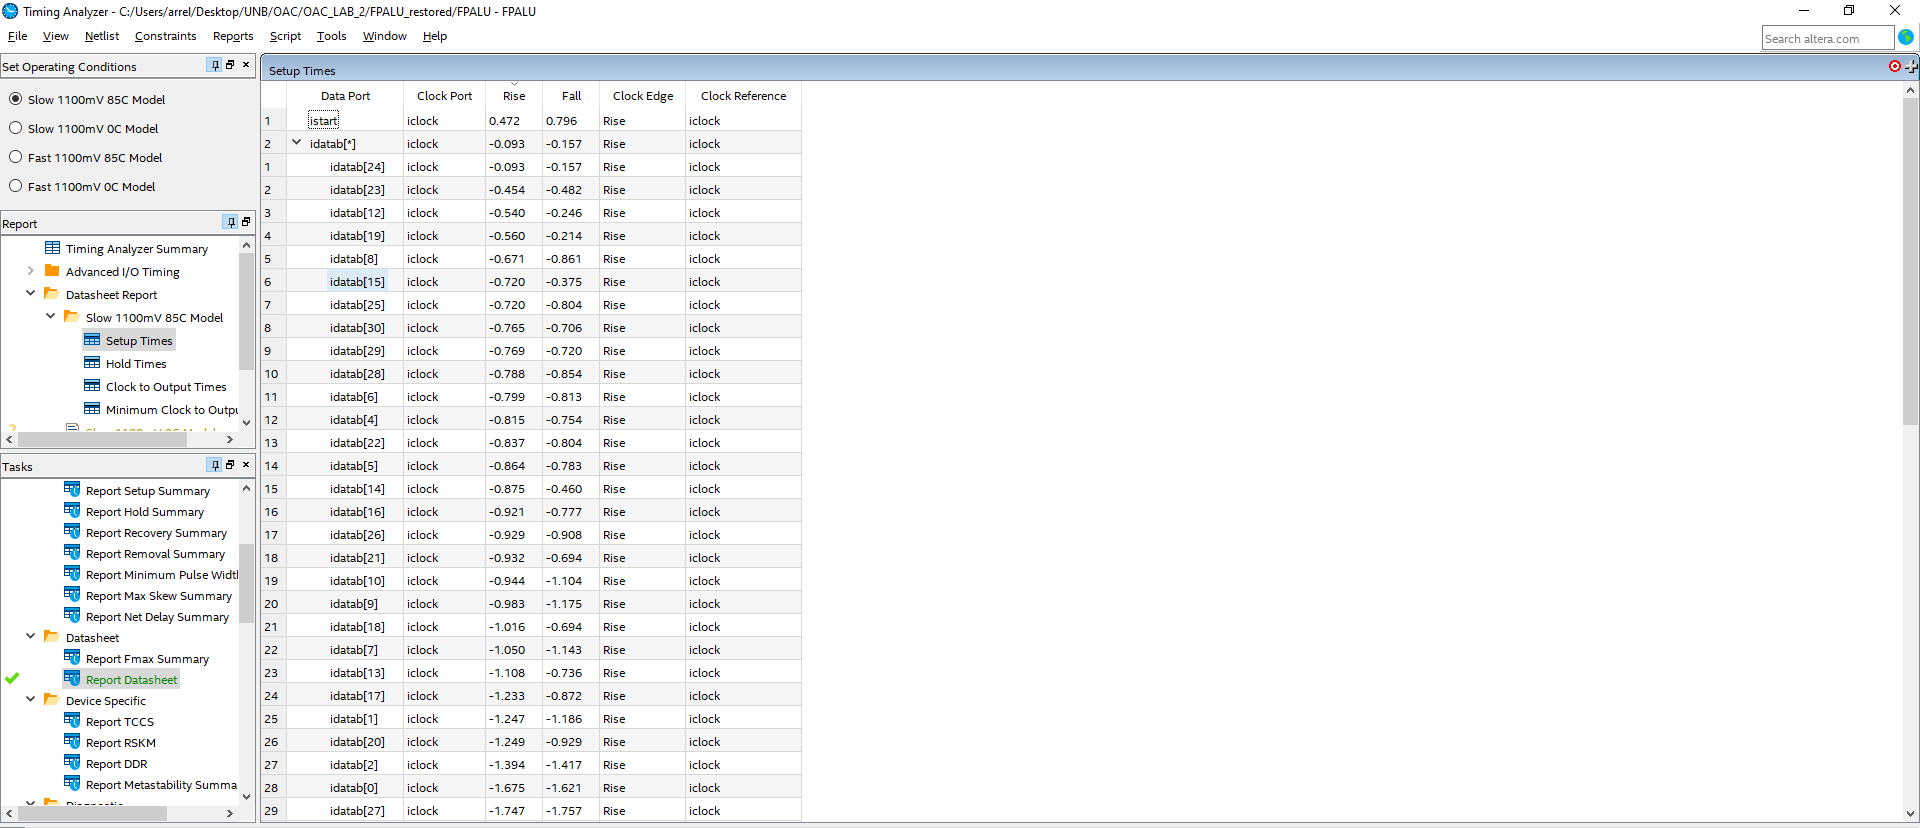 Timing Analyzer - C:/Users/arrel/Desktop/UNB/OAC/OAC_LAB_2/FPALU_restored/FPALU - FPALU
File View Netlist Constraints Reports Script Tools Window Help
Search altera.com
Set Operating Conditions
Slow 1100mV 85C Model
Slow 1100mV 0C Model
Fast 1100mV 85C Model
Fast 1100mV 0C Model
Report
Timing Analyzer Summary
Advanced I/O Timing
Datasheet Report
Slow 1100mV 85C Model
Setup Times
Hold Times
Clock to Output Times
Minimum Clock to Outpu
Tasks
Report Setup Summary
Report Hold Summary
Report Recovery Summary
Report Removal Summary
Report Minimum Pulse Widtl
Report Max Skew Summary
Report Net Delay Summary
Datasheet
Report Fmax Summary
Report Datasheet
Device Specific
Report TCCS
Report RSKM
Report DDR
Report Metastability Summa
Setup Times
Data Port Clock Port Rise Fall Clock Edge Clock Reference
1 istart iclock 0.472 0.796 Rise iclock
2 idatab[*] iclock -0.093 -0.157 Rise iclock
1 idatab[24] iclock -0.093 -0.157 Rise iclock
2 idatab[23] iclock -0.454 -0.482 Rise iclock
3 idatab[12] iclock -0.540 -0.246 Rise iclock
4 idatab[19] iclock -0.560 -0.214 Rise iclock
5 idatab[8] iclock -0.671 -0.861 Rise iclock
6 idatab[15] iclock -0.720 -0.375 Rise iclock
7 idatab[25] iclock -0.720 -0.804 Rise iclock
8 idatab[30] iclock -0.765 -0.706 Rise iclock
9 idatab[29] iclock -0.769 -0.720 Rise iclock
10 idatab[28] iclock -0.788 -0.854 Rise iclock
11 idatab[6] iclock -0.799 -0.813 Rise iclock
12 idatab[4] iclock -0.815 -0.754 Rise iclock
13 idatab[22] iclock -0.837 -0.804 Rise iclock
14 idatab[5] iclock -0.864 -0.783 Rise iclock
15 idatab[14] iclock -0.875 -0.460 Rise iclock
16 idatab[16] iclock -0.921 -0.777 Rise iclock
17 idatab[26] iclock -0.929 -0.908 Rise iclock
18 idatab[21] iclock -0.932 -0.694 Rise iclock
19 idatab[10] iclock -0.944 -1.104 Rise iclock
20 idatab[9] iclock -0.983 -1.175 Rise iclock
21 idatab[18] iclock -1.016 -0.694 Rise iclock
22 idatab[7] iclock -1.050 -1.143 Rise iclock
23 idatab[13] iclock -1.108 -0.736 Rise iclock
24 idatab[17] iclock -1.233 -0.872 Rise iclock
25 idatab[1] iclock -1.247 -1.186 Rise iclock
26 idatab[20] iclock -1.249 -0.929 Rise iclock
27 idatab[2] iclock -1.394 -1.417 Rise iclock
28 idatab[0] iclock -1.675 -1.621 Rise iclock
29 idatab[27] iclock -1.747 -1.757 Rise iclock